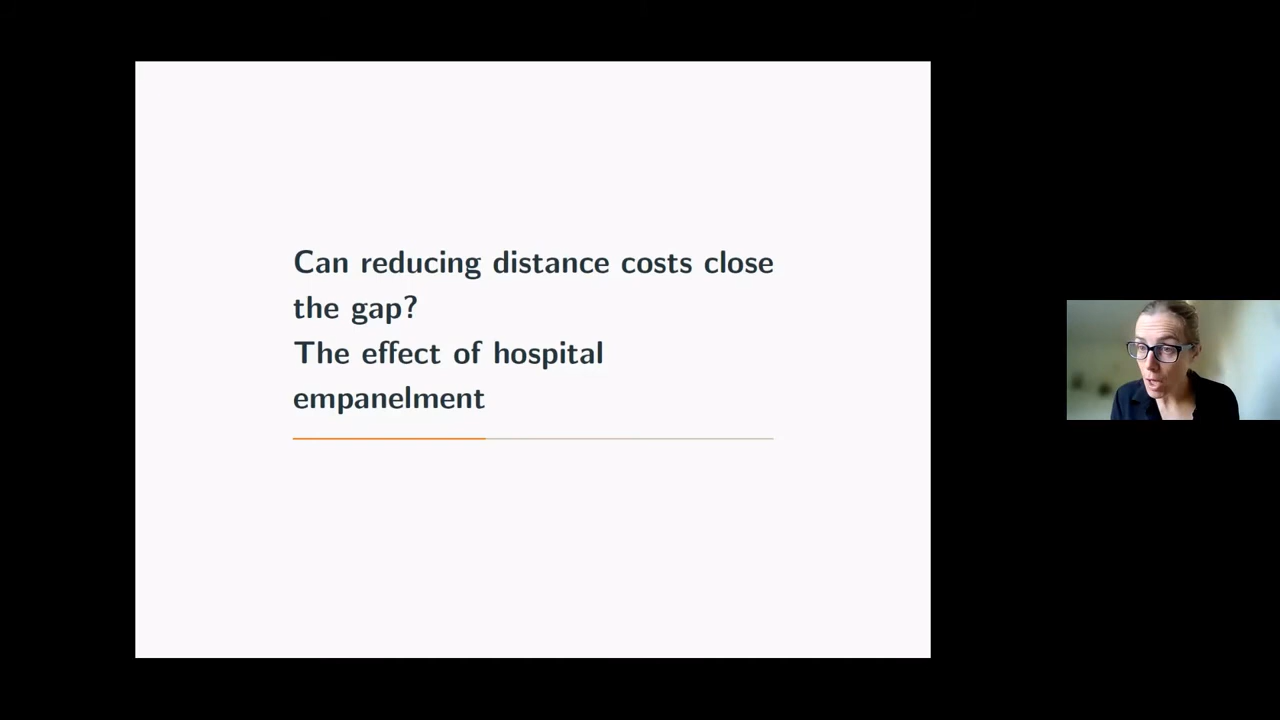 Can reducing distance costs close
the gap?
The effect of hospital
empanelment